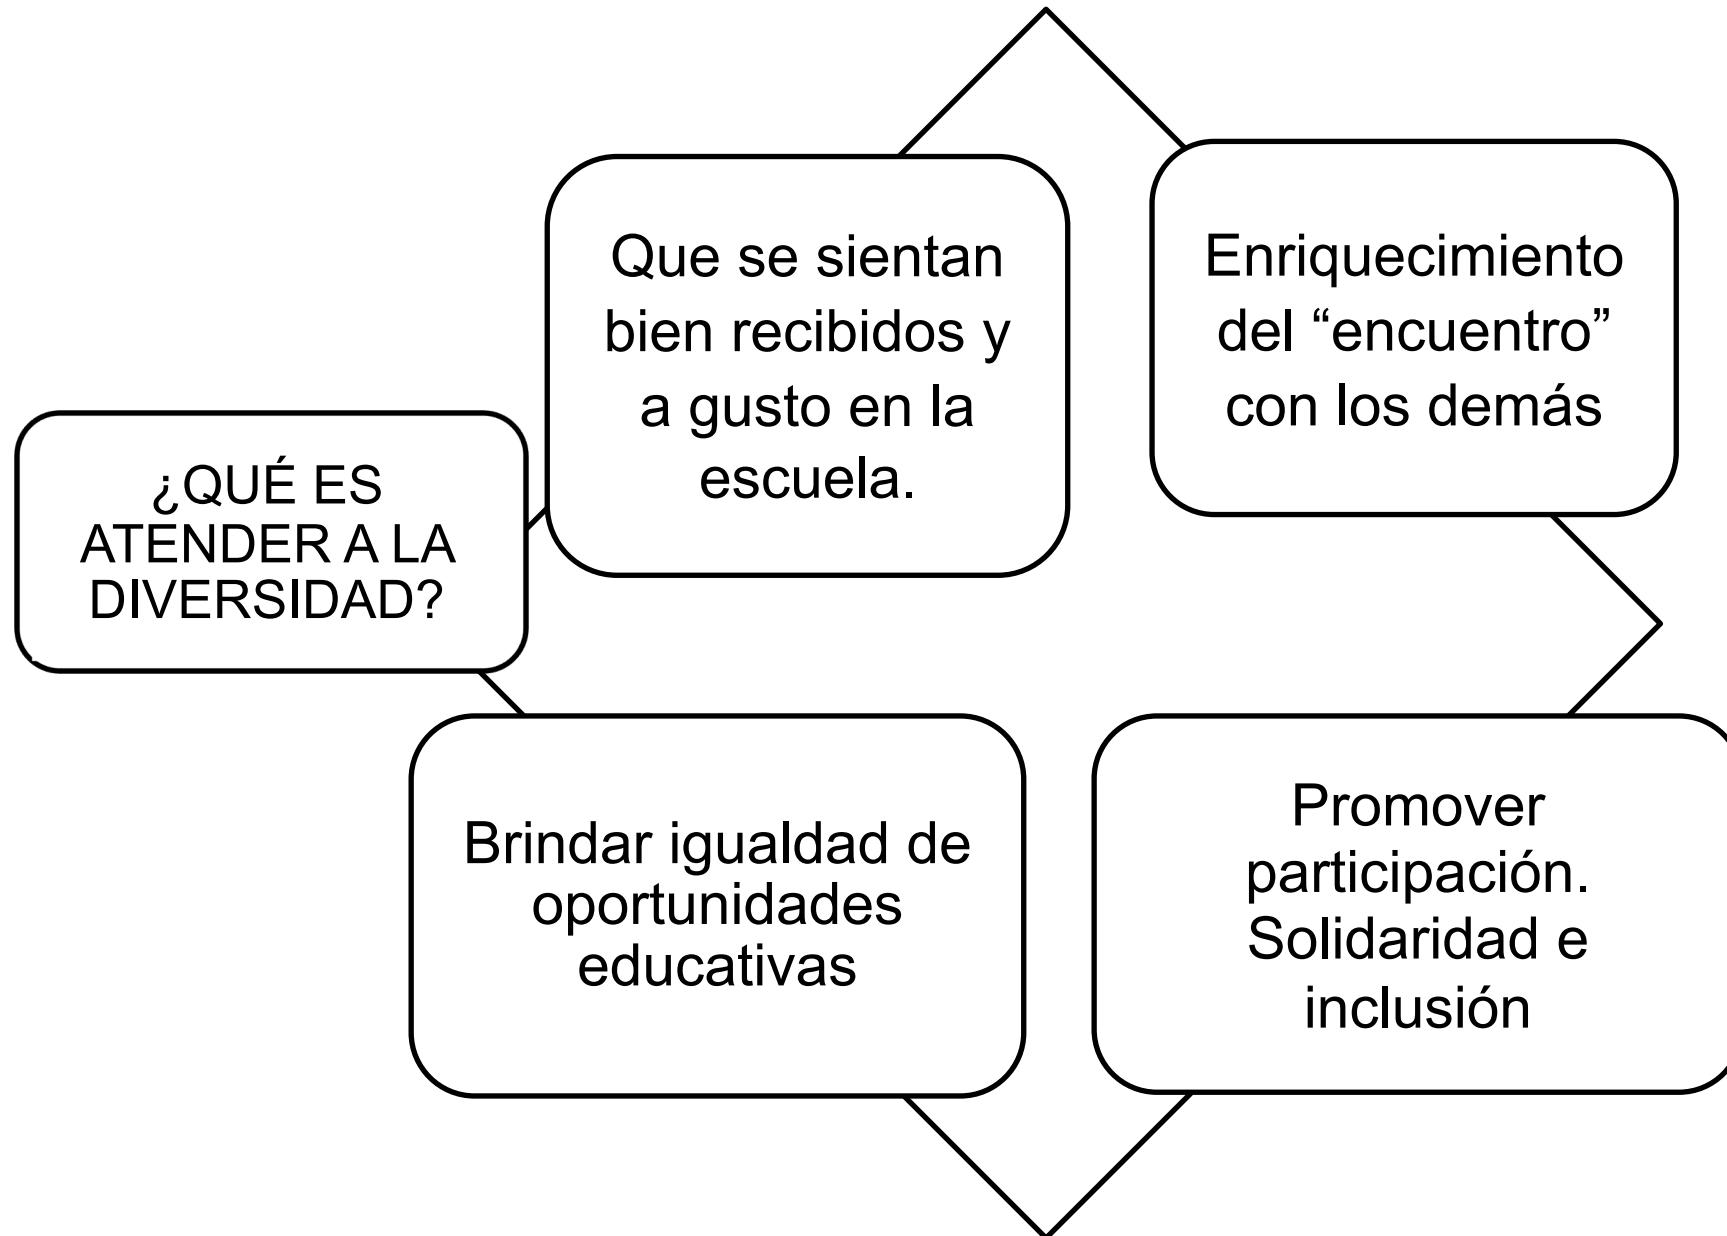 ¿QUÉ ES
ATENDER A LA
DIVERSIDAD?
Que se sientan
bien recibidos y
a gusto en la
escuela.
Enriquecimiento
del “encuentro”
con los demás
Brindar igualdad de
oportunidades
educativas
Promover
participación.
Solidaridad e
inclusión